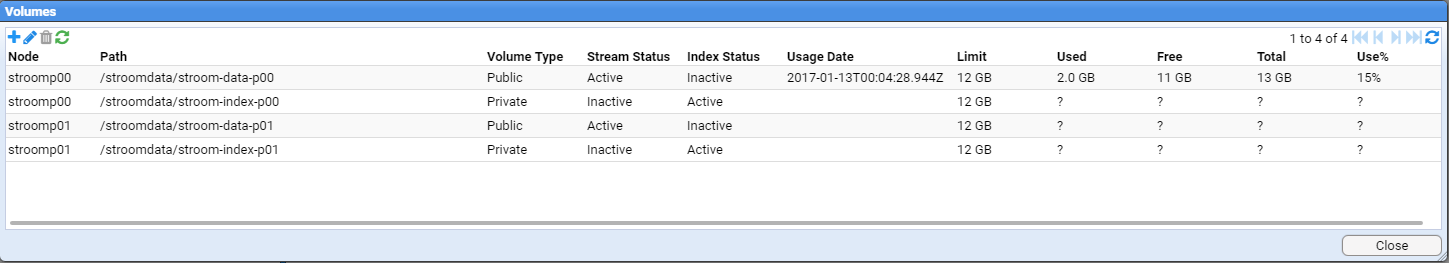 Volumes
1 to 4 of 4
Node Path Volume Type Stream Status Index Status Usage Date Limit Used Free Total Use%
stroomp00 /stroomdata/stroom-data-p00 Public Active Inactive 2017-01-13T00:04:28.944Z 12 GB 2.0 GB 11 GB 13 GB 15%
stroomp00 /stroomdata/stroom-index-p00 Private Inactive Active 12 GB ? ? ? ?
stroomp01 /stroomdata/stroom-data-p01 Public Active Inactive 12 GB ? ? ? ?
stroomp01 /stroomdata/stroom-index-p01 Private Inactive Active 12 GB ? ? ? ?
Close